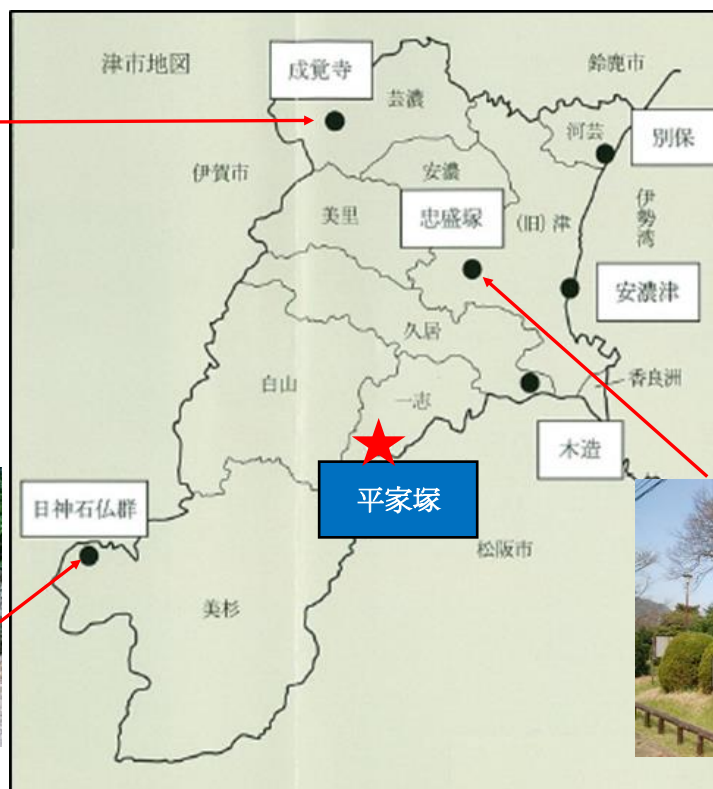 津市地図
成覚寺
鈴鹿市
芸濃
河芸
別保
伊賀市
安濃
美里
忠盛塚
(旧)津
伊勢湾
安濃津
久居
香良洲
白山
一志
木造
平家塚
日神石仏群
松阪市
美杉